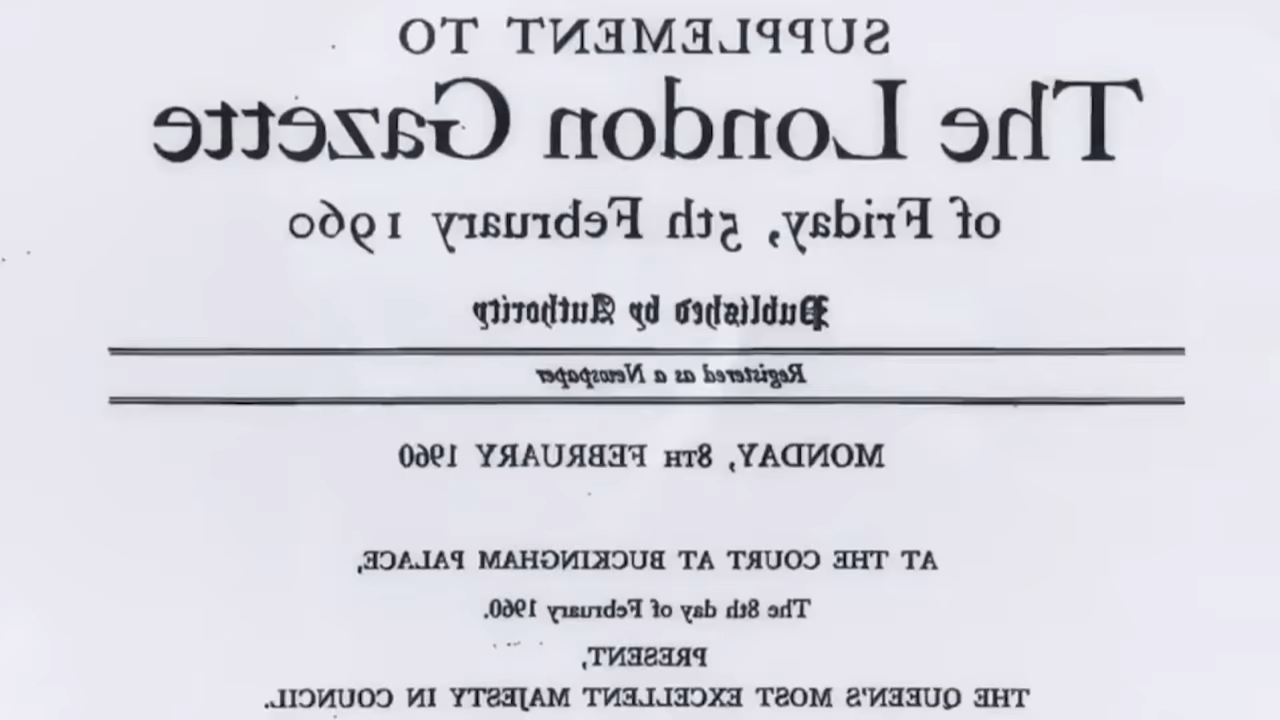 SUPPLEMENT TO
The London Gazette
of Friday, 5th February 1960
Published by Authority
Registered as a Newspaper
MONDAY, 8TH FEBRUARY 1960
AT THE COURT AT BUCKINGHAM PALACE,
The 8th day of February 1960.
PRESENT,
THE QUEEN'S MOST EXCELLENT MAJESTY IN COUNCIL.